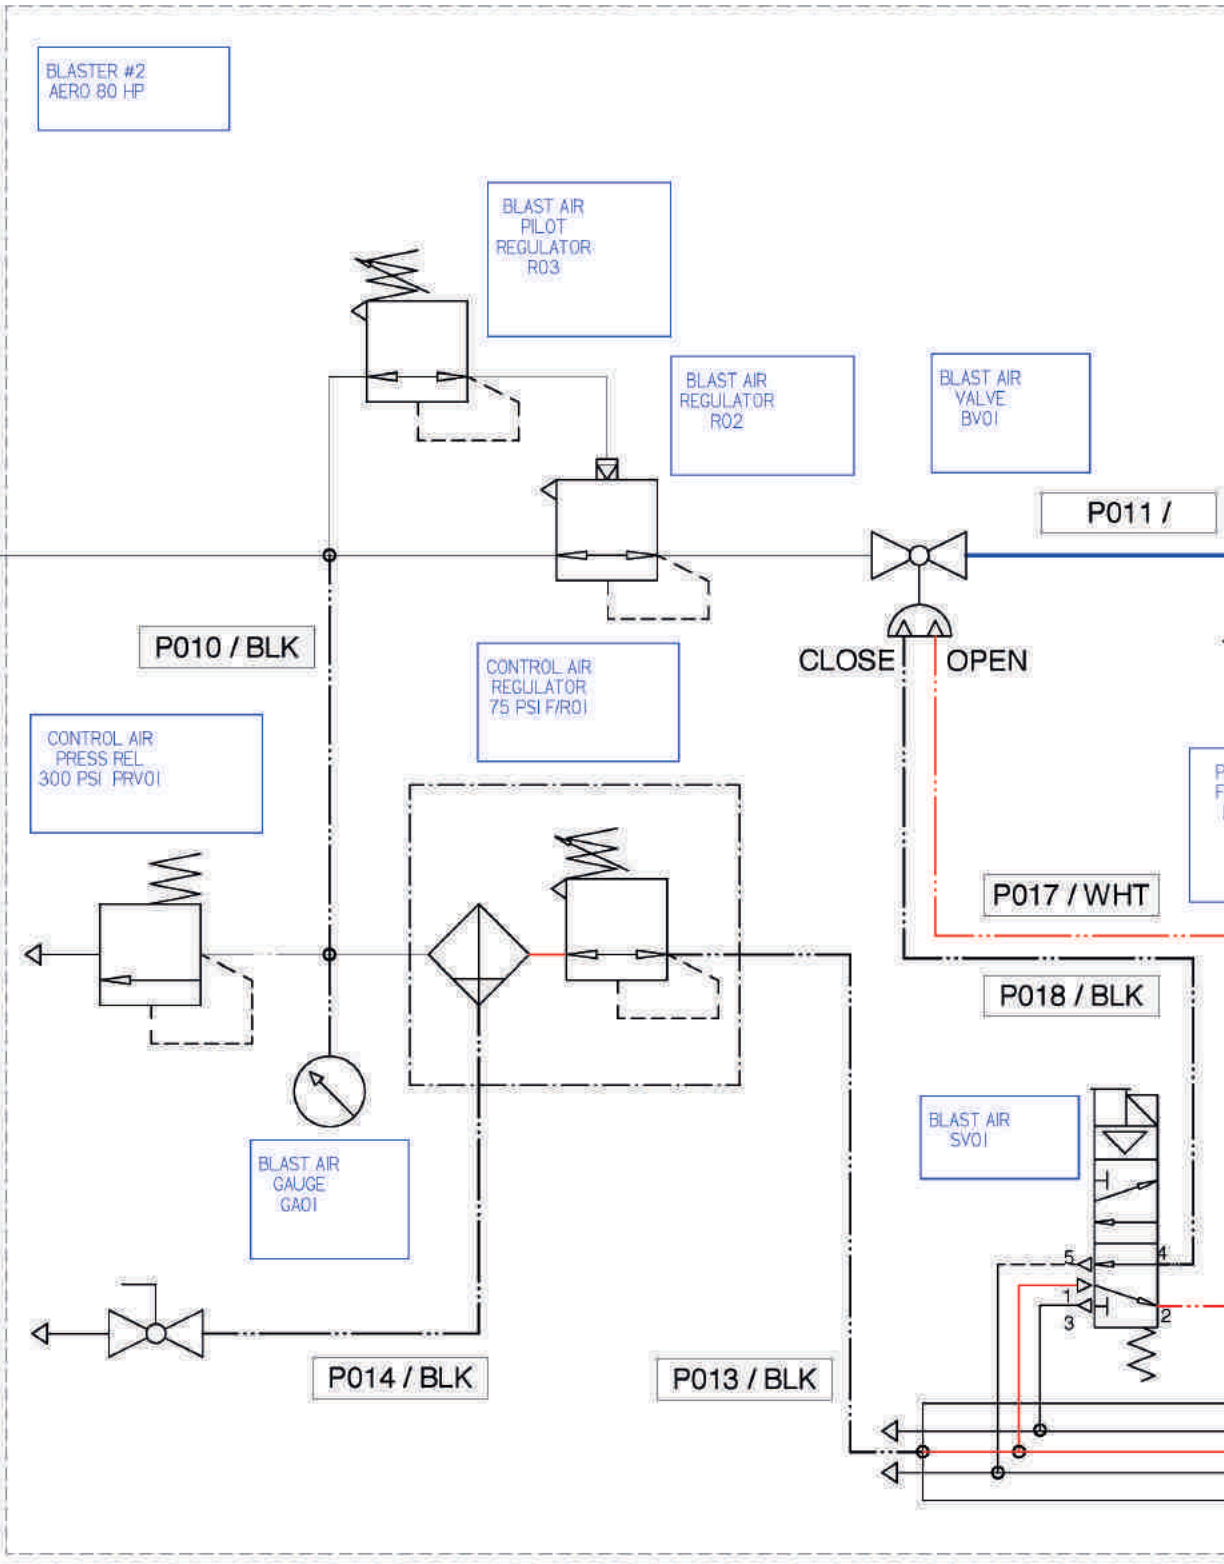 BLASTER #2
AERO 80 HP
BLAST AIR
PILOT
REGULATOR
R03
BLAST AIR
REGULATOR
R02
BLAST AIR
VALVE
BV01
P011 /
P010 / BLK
CLOSE
OPEN
CONTROL AIR
REGULATOR
75 PSI F/R01
CONTROL AIR
PRESS REL
300 PSI PRV01
P
F
P017 / WHT
P018 / BLK
BLAST AIR
SV01
BLAST AIR
GAUGE
GA01
5
4
1
3
2
P014 / BLK
P013 / BLK